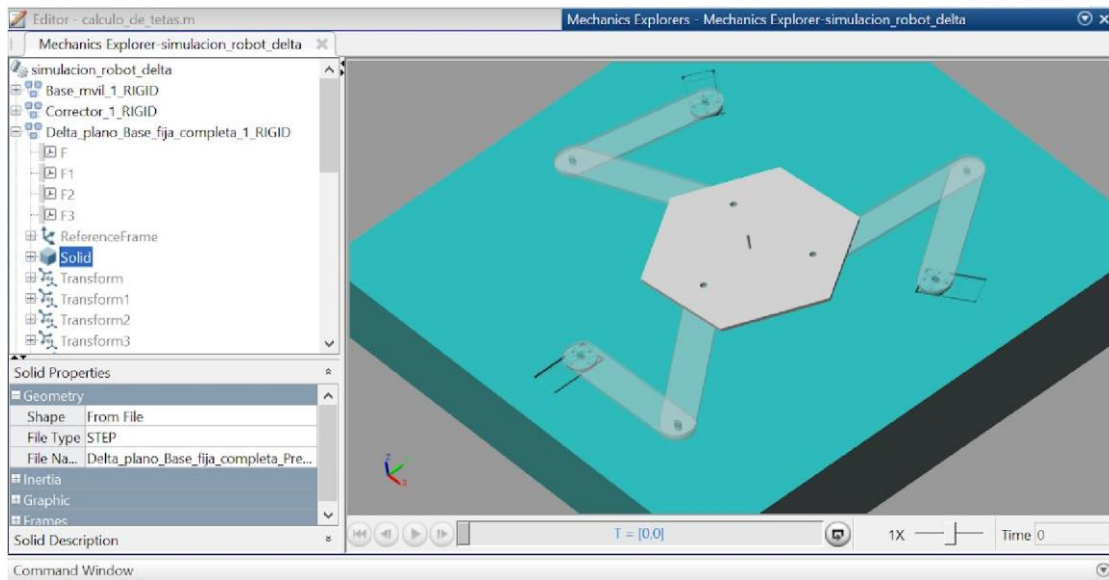 Editor - calculo_de_tetas.m
Mechanics Explorers - Mechanics Explorer-simulacion_robot_delta
Mechanics Explorer-simulacion_robot_delta
simulacion_robot_delta
Base_mvil_1_RIGID
Corrector_1_RIGID
Delta_plano_Base_fija_completa_1_RIGID
F
F1
F2
F3
ReferenceFrame
Solid
Transform
Transform1
Transform2
Transform3
Solid Properties
Geometry
Shape From File
File Type STEP
File Na... Delta_plano_Base_fija_completa_Pre...
Inertia
Graphic
Frames
Solid Description
Z
X
T = [0,0]
1X
Time 0
Command Window